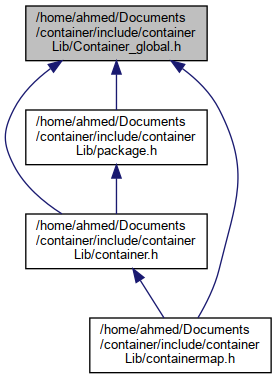 /home/ahmed/Documents
/container/include/container
Lib/Container_global.h
/home/ahmed/Documents
/container/include/container
Lib/package.h
/home/ahmed/Documents
/container/include/container
Lib/container.h
/home/ahmed/Documents
/container/include/container
Lib/containermap.h